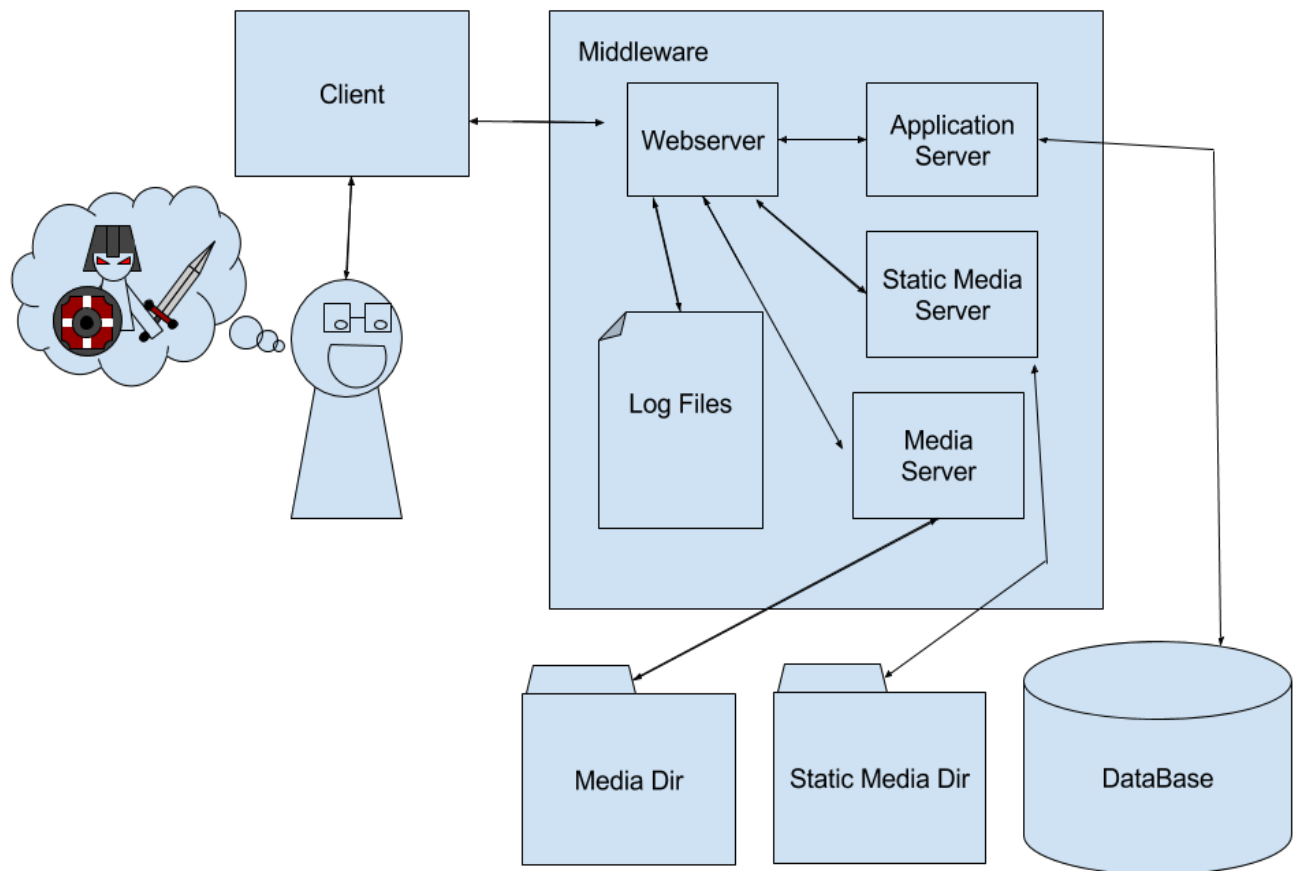 Client
Middleware
Webserver
Application
Server
Static Media
Server
Log Files
Media
Server
Media Dir
Static Media Dir
DataBase